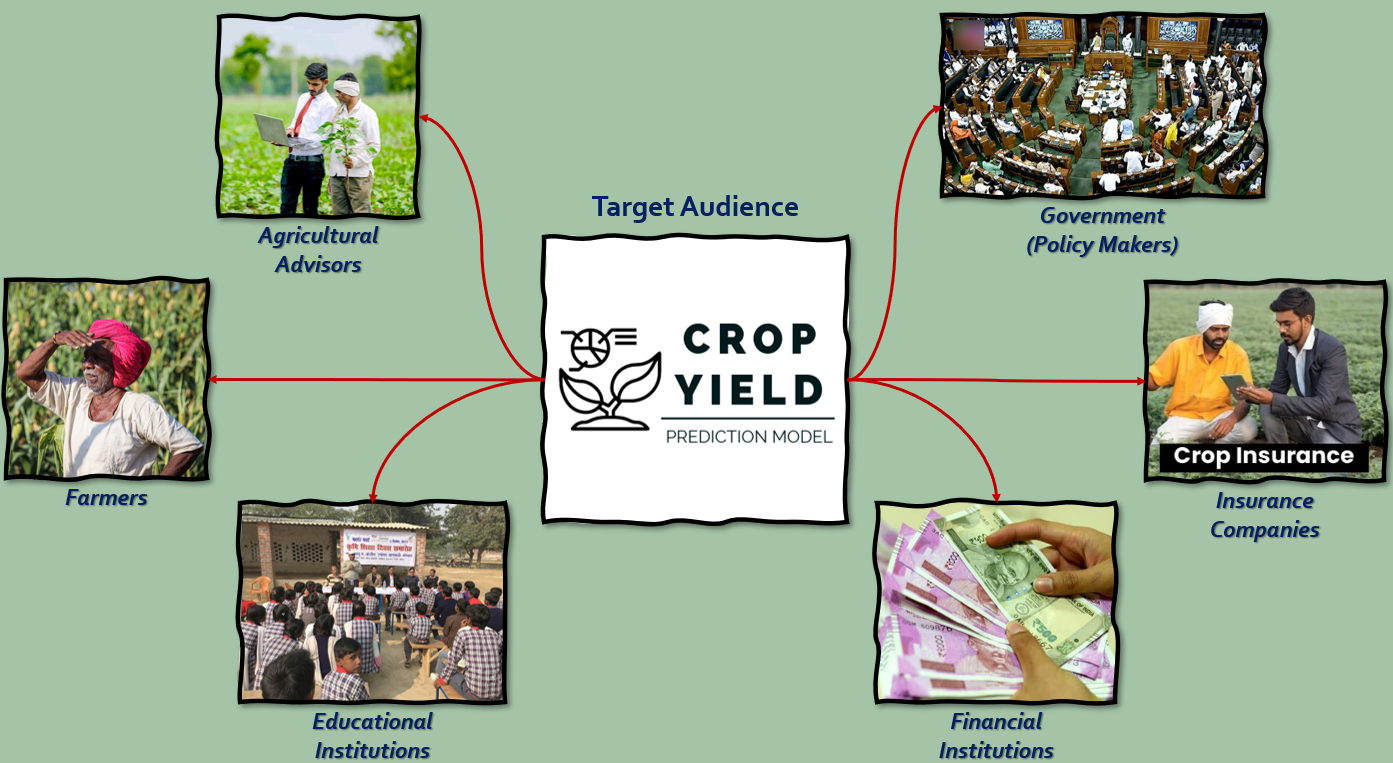 Target Audience
CROP
YIELD
PREDICTION MODEL
Agricultural
Advisors
Government
(Policy Makers)
Farmers
Crop Insurance
Insurance
Companies
कृषि शिक्षा दिवस समारोह
Educational
Institutions
₹500
Financial
Institutions